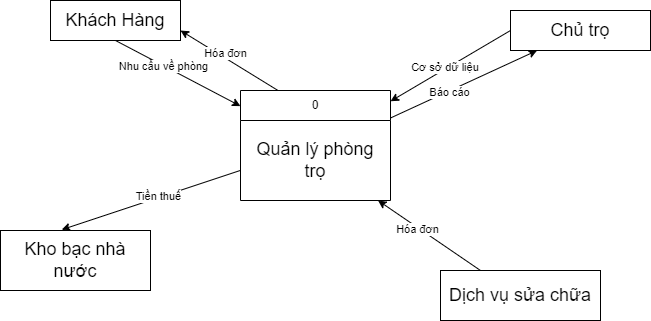 Khách Hàng
Chủ trọ
Hóa đơn
Nhu cầu về phòng
Cơ sở dữ liệu
Báo cáo
0
Quản lý phòng
trọ
Tiền thuế
Hóa đơn
Kho bạc nhà
nước
Dịch vụ sửa chữa